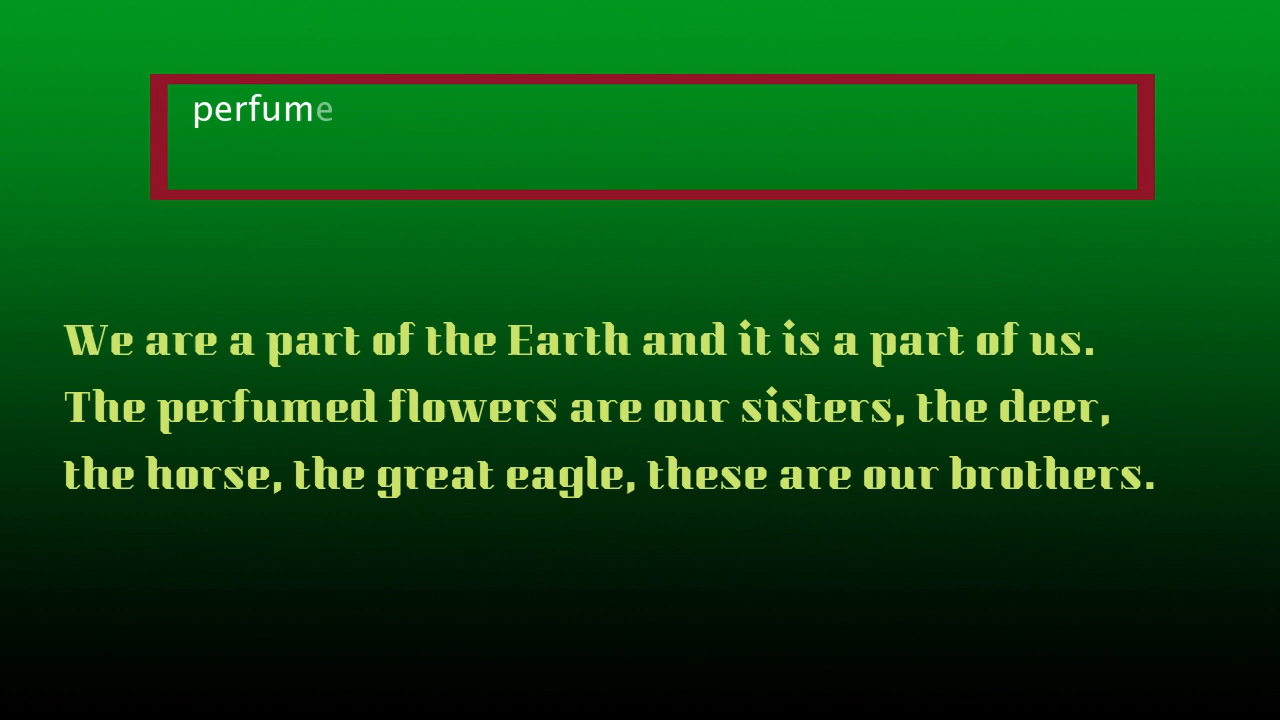 perfume
We are a part of the Earth and it is a part of us.
The perfumed flowers are our sisters, the deer,
the horse, the great eagle, these are our brothers.